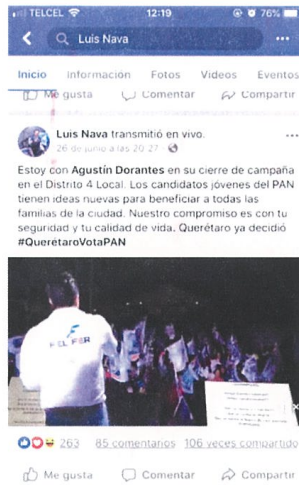 TELCEL 12:19 76%
Luis Nava
Inicio Información Fotos Videos Eventos
Me gusta Comentar Compartir
Luis Nava transmitió en vivo.
26 de junio a las 20:27
Estoy con Agustín Dorantes en su cierre de campaña
en el Distrito 4 Local. Los candidatos jóvenes del PAN
tienen ideas nuevas para beneficiar a todas las
familias de la ciudad. Nuestro compromiso es con tu
seguridad y tu calidad de vida. Querétaro ya decidió
#QuerétaroVotaPAN
263 85 comentarios 106 veces compartido
Me gusta Comentar Compartir